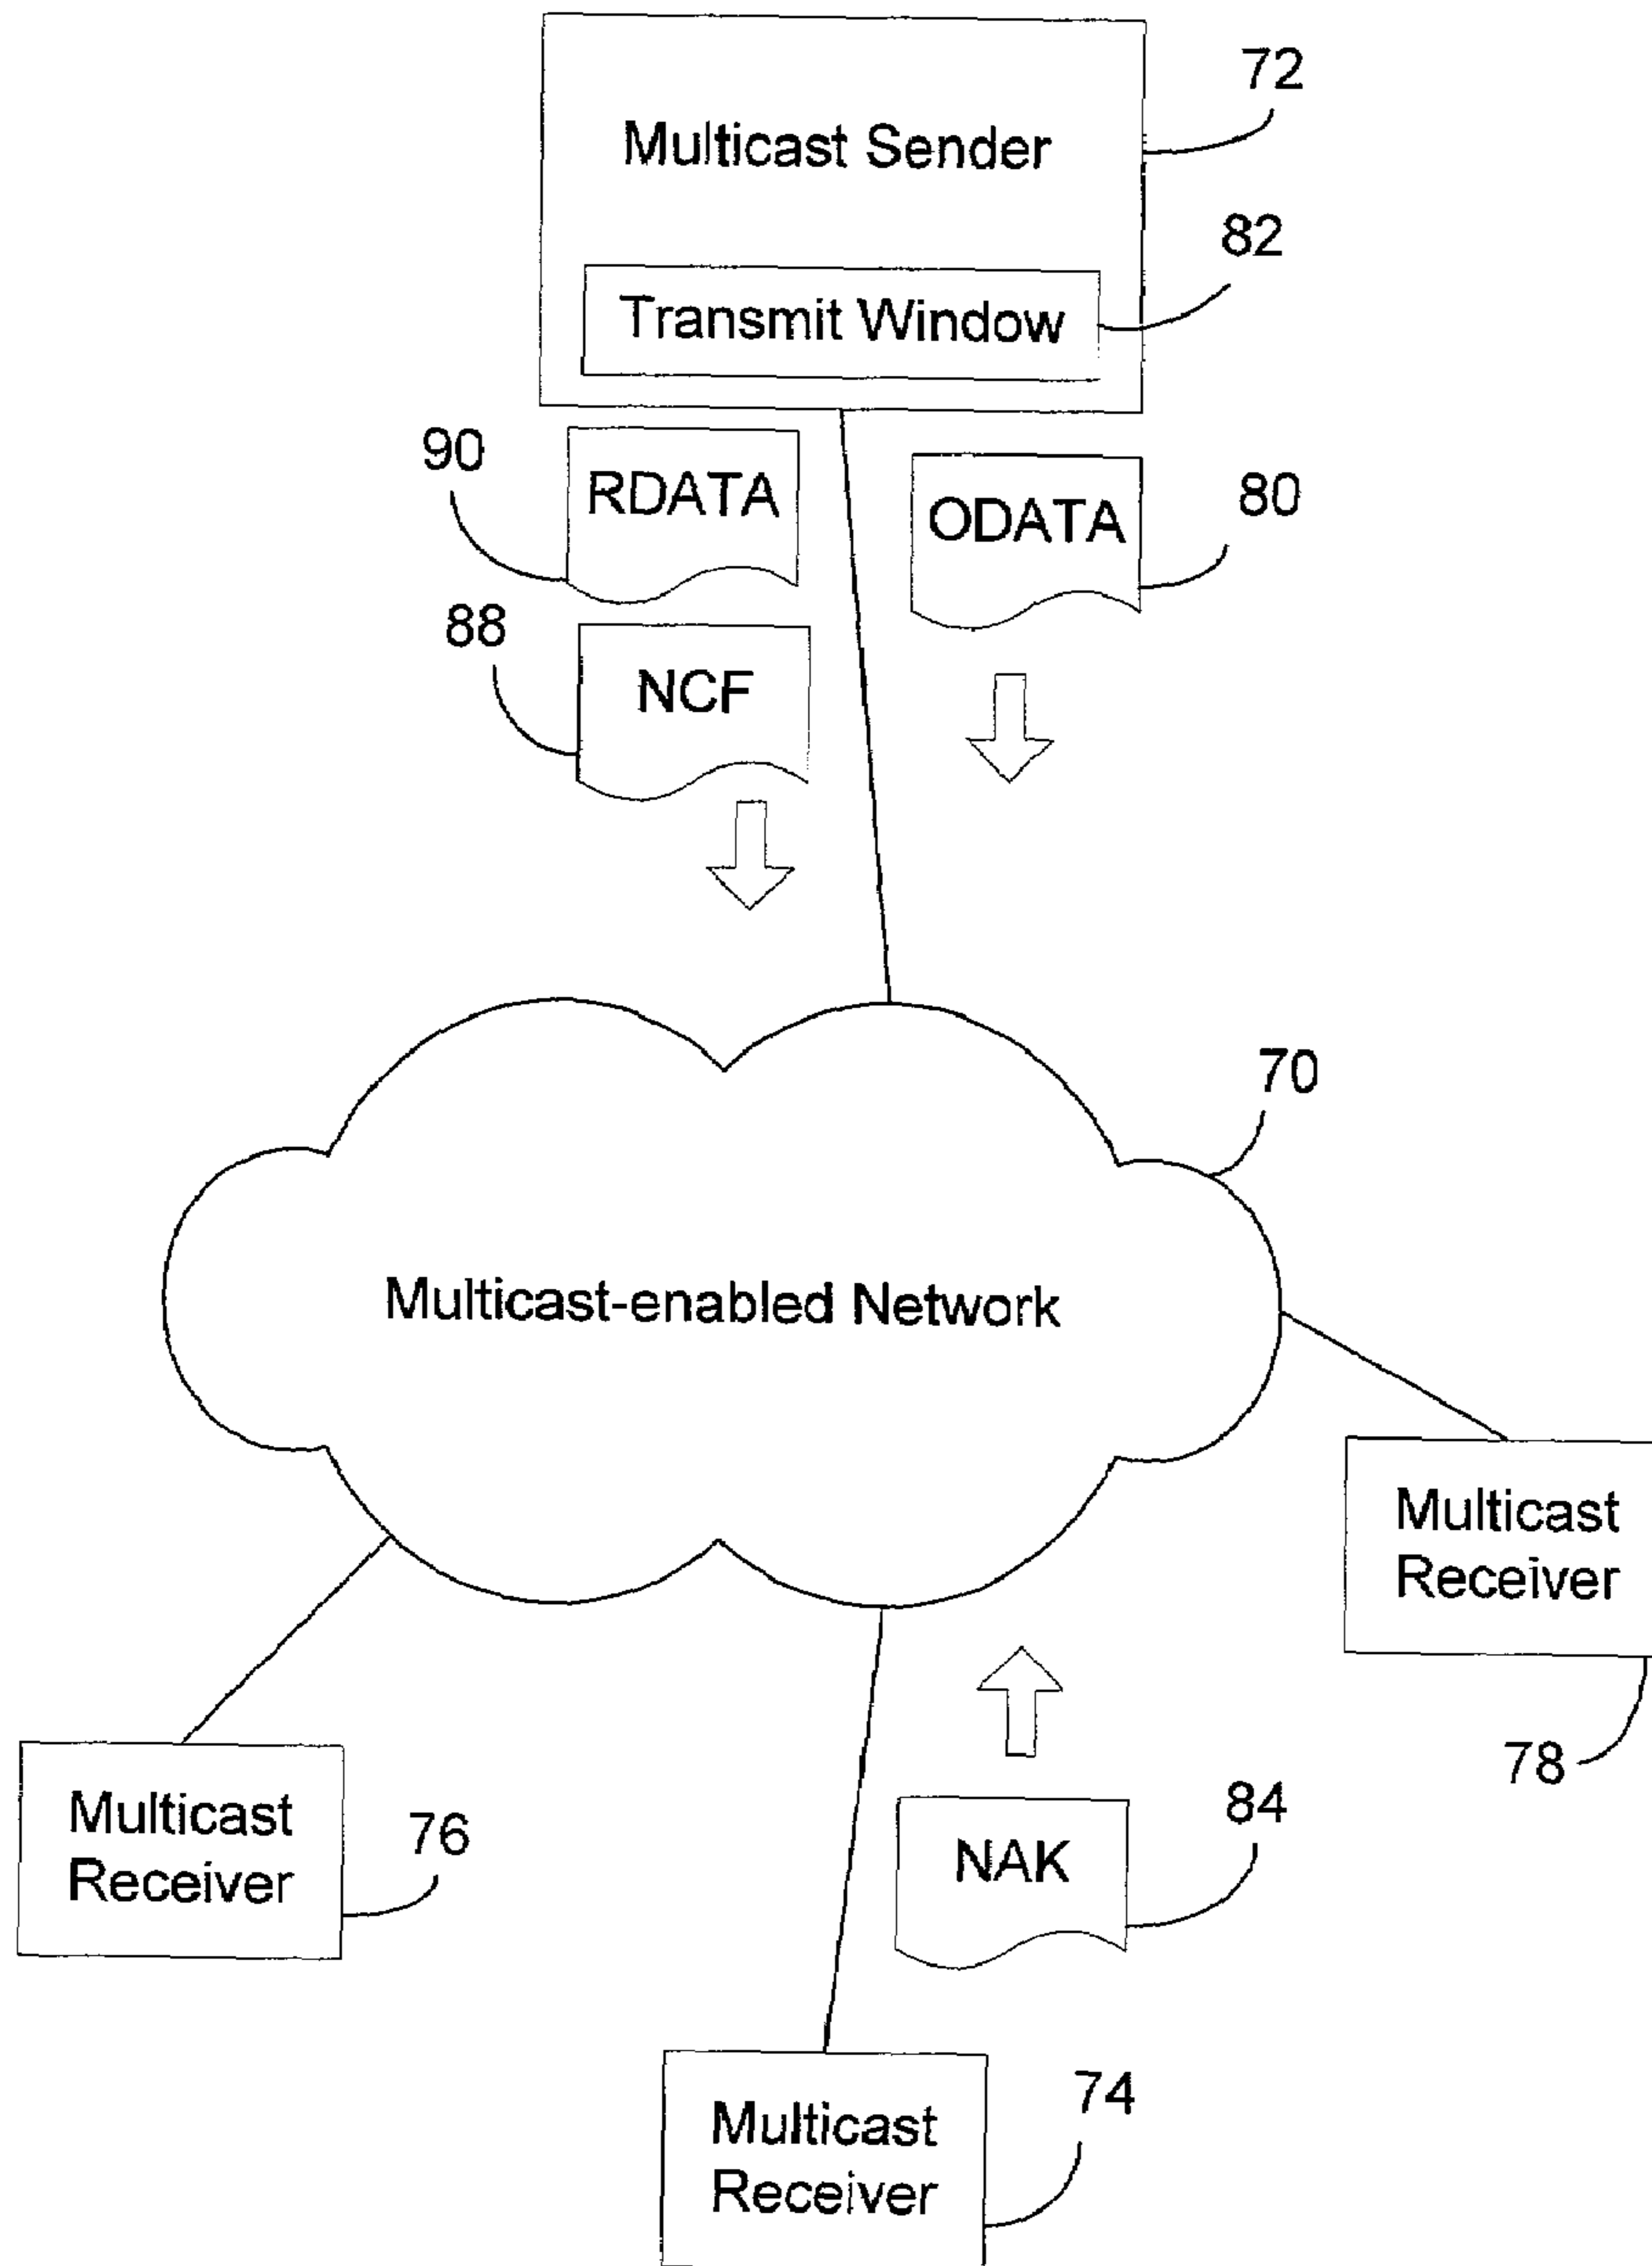 72
Multicast Sender
82
Transmit Window
90
RDATA
ODATA
80
88
NCF
70
Multicast-enabled Network
Multicast
Receiver
78
Multicast
Receiver
76
84
NAK
74
Multicast
Receiver